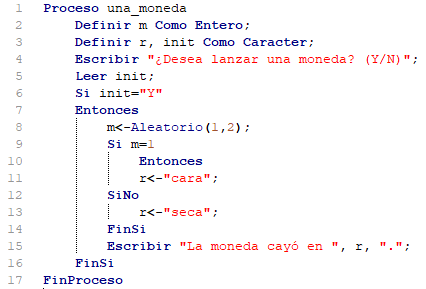 1 Proceso una_moneda
2 Definir m Como Entero;
3 Definir r, init Como Caracter;
4 Escribir "¿Desea lanzar una moneda? (Y/N)";
5 Leer init;
6 Si init="Y"
7 Entonces
8 m<-Aleatorio(1,2);
9 Si m=1
10 Entonces
11 r<-"cara";
12 SiNo
13 r<-"seca";
14 FinSi
15 Escribir "La moneda cayó en ", r, ".";
16 FinSi
17 FinProceso